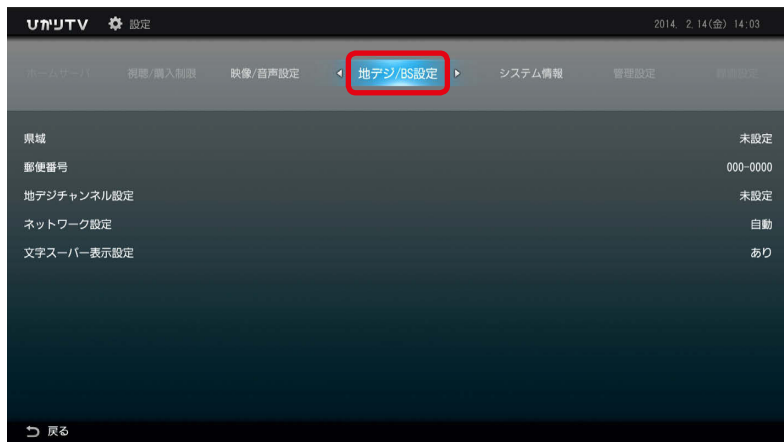 ひかりTV 設定 2014. 2.14(金) 14:03
ホームサーバ 視聴/購入制限 映像/音声設定 地デジ/BS設定 システム情報 管理設定
県域 未設定
郵便番号 000-0000
地デジチャンネル設定 未設定
ネットワーク設定 自動
文字スーパー表示設定 あり
戻る